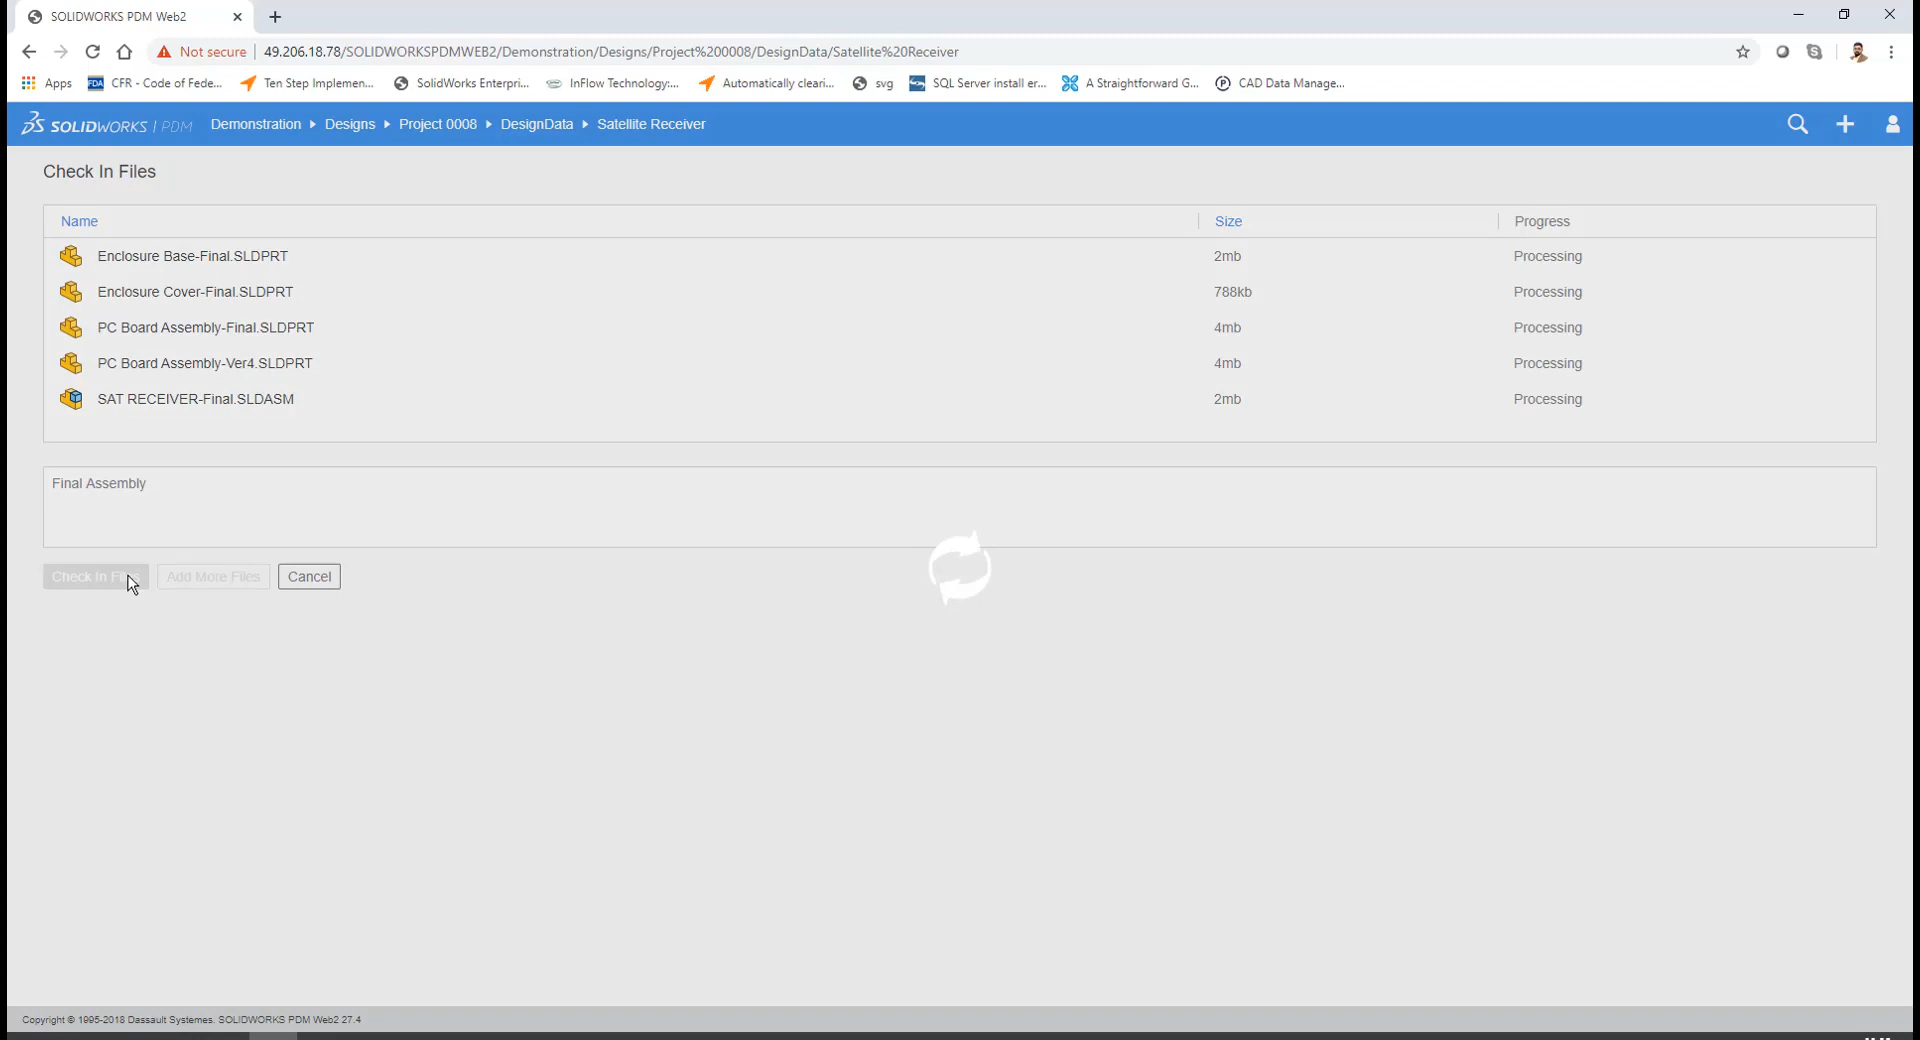 SOLIDWORKS PDM Web2
Not secure 49.206.18.78/SOLIDWORKSPDMWEB2/Demonstration/Designs/Project%200008/DesignData/Satellite%20Receiver
Apps FDA CFR - Code of Fede... Ten Step Implemen... SolidWorks Enterpri... InFlow Technology:... Automatically cleari... svg SQL Server install er... A Straightforward G... CAD Data Manage...
SOLIDWORKS | PDM Demonstration Designs Project 0008 DesignData Satellite Receiver
Check In Files
Name Size Progress
Enclosure Base-Final.SLDPRT 2mb Processing
Enclosure Cover-Final.SLDPRT 788kb Processing
PC Board Assembly-Final.SLDPRT 4mb Processing
PC Board Assembly-Ver4.SLDPRT 4mb Processing
SAT RECEIVER-Final.SLDASM 2mb Processing
Final Assembly
Check In Files Add More Files Cancel
Copyright © 1995-2018 Dassault Systemes. SOLIDWORKS PDM Web2 27.4